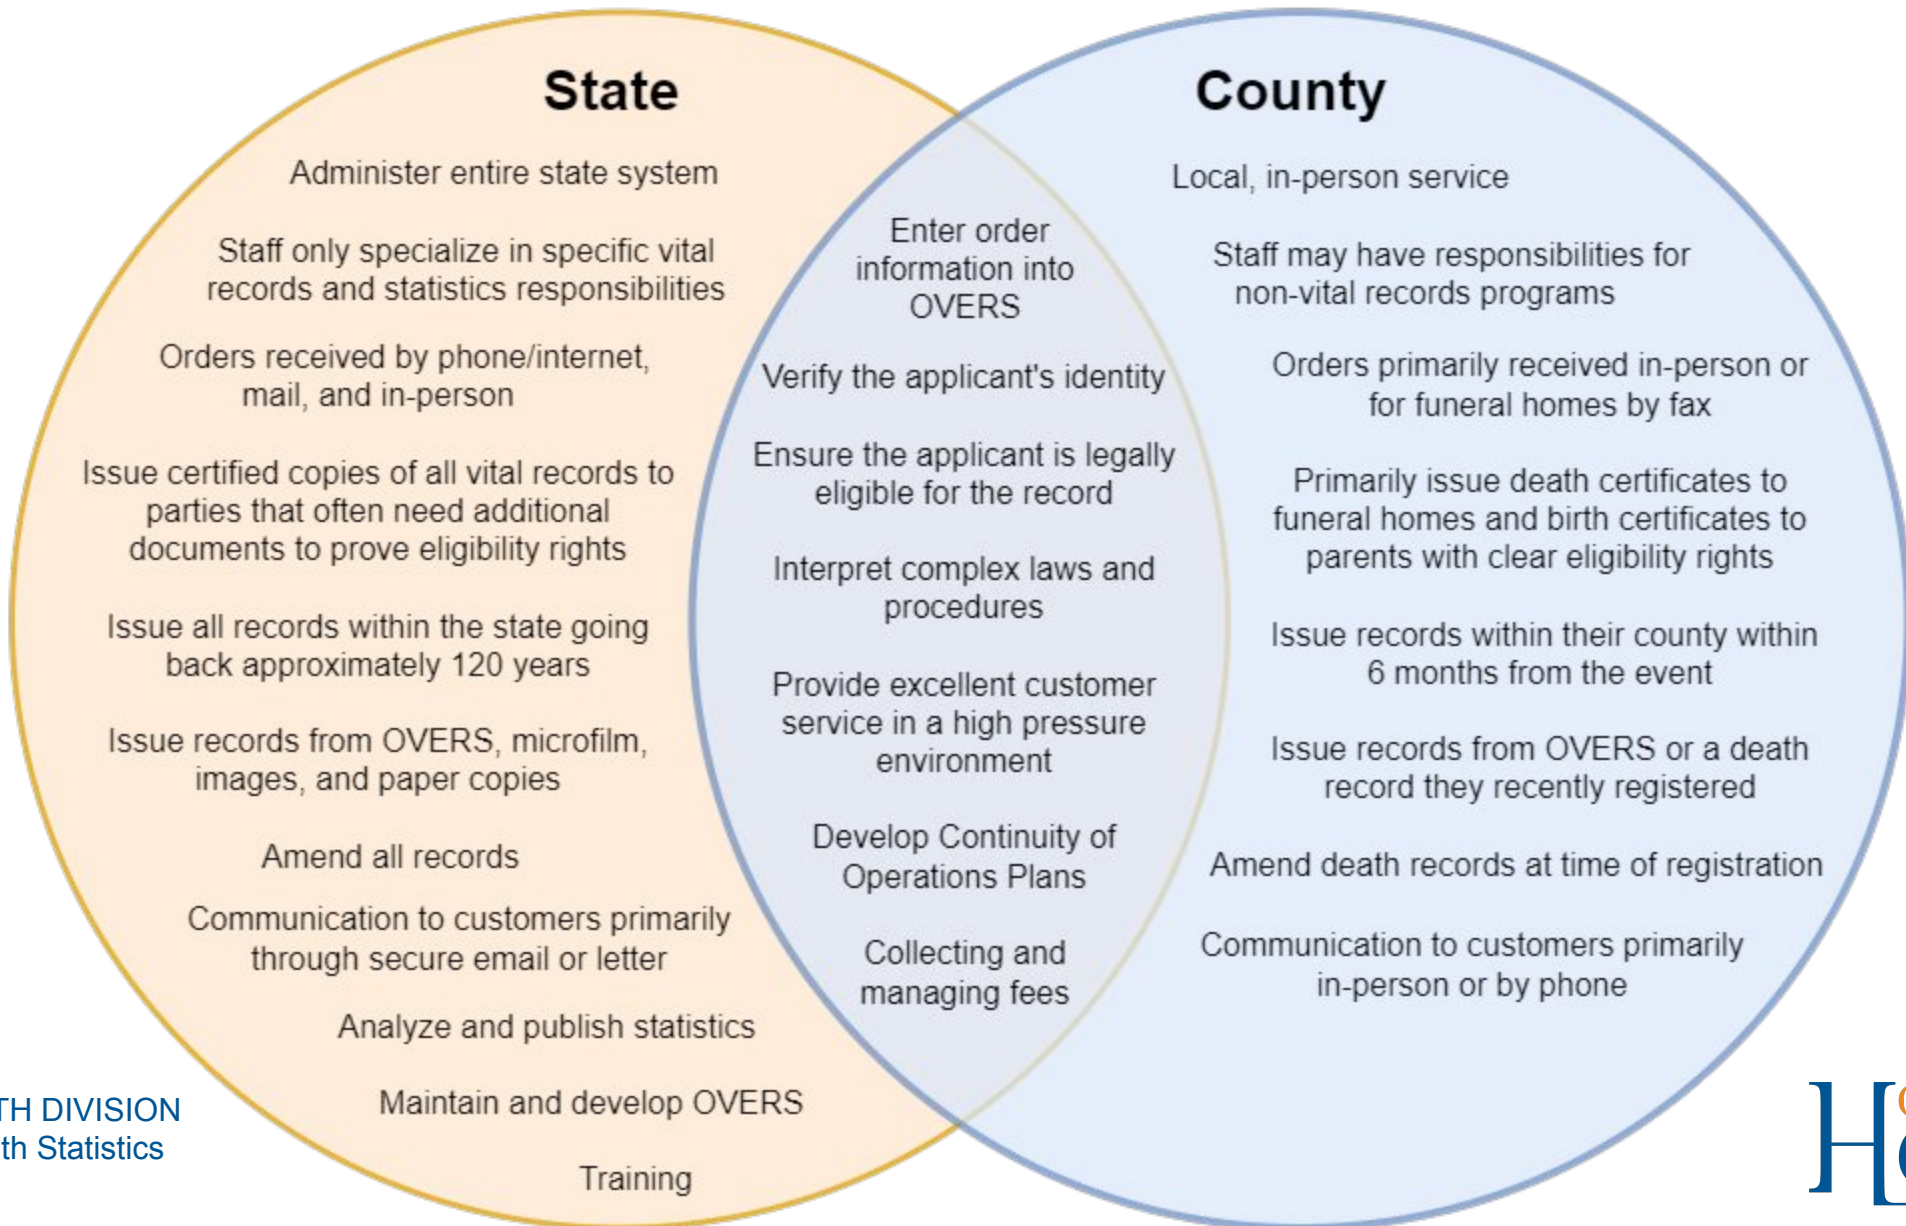 State
Administer entire state system
Staff only specialize in specific vital
records and statistics responsibilities
Orders received by phone/internet,
mail, and in-person
Issue certified copies of all vital records to
parties that often need additional
documents to prove eligibility rights
Issue all records within the state going
back approximately 120 years
Issue records from OVERS, microfilm,
images, and paper copies
Amend all records
Communication to customers primarily
through secure email or letter
Analyze and publish statistics
Maintain and develop OVERS
Training
Enter order
information into
OVERS
Verify the applicant's identity
Ensure the applicant is legally
eligible for the record
Interpret complex laws and
procedures
Provide excellent customer
service in a high pressure
environment
Develop Continuity of
Operations Plans
Collecting and
managing fees
County
Local, in-person service
Staff may have responsibilities for
non-vital records programs
Orders primarily received in-person or
for funeral homes by fax
Primarily issue death certificates to
funeral homes and birth certificates to
parents with clear eligibility rights
Issue records within their county within
6 months from the event
Issue records from OVERS or a death
record they recently registered
Amend death records at time of registration
Communication to customers primarily
in-person or by phone
TH DIVISION
th Statistics